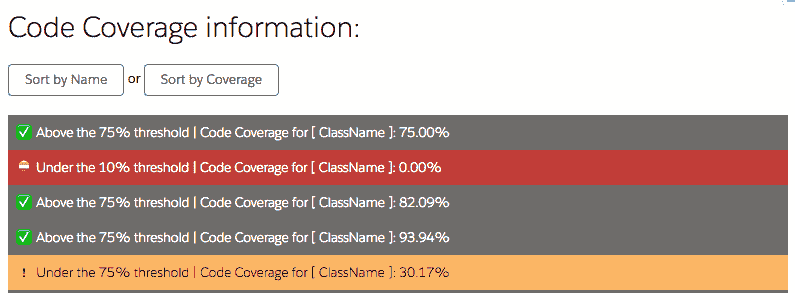 Code Coverage information:
Sort by Name or Sort by Coverage
✅ Above the 75% threshold | Code Coverage for [ ClassName ]: 75.00%
Under the 10% threshold | Code Coverage for [ ClassName ]: 0.00%
✅ Above the 75% threshold | Code Coverage for [ ClassName ]: 82.09%
✅ Above the 75% threshold | Code Coverage for [ ClassName ]: 93.94%
! Under the 75% threshold | Code Coverage for [ ClassName ]: 30.17%